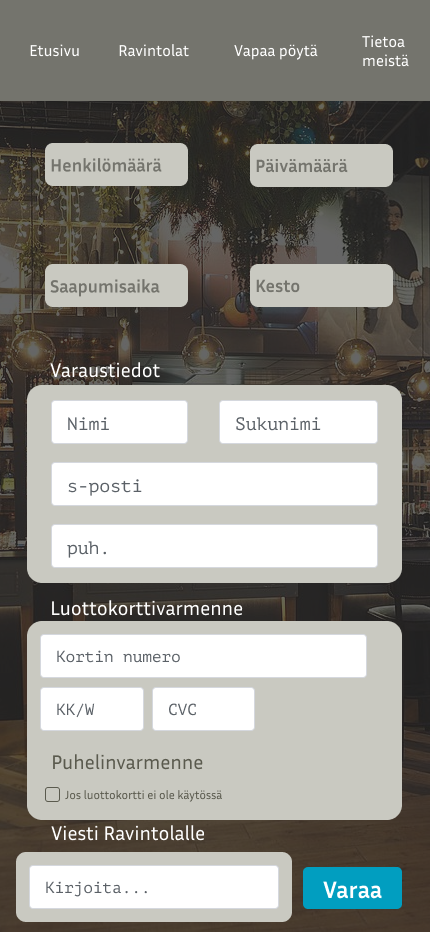 Etusivu Ravintolat Vapaa pöytä Tietoa
meistä
Henkilömäärä Päivämäärä
Saapumisaika Kesto
Varaustiedot
Nimi Sukunimi
s-posti
puh.
Luottokorttivarmenne
Kortin numero
KK/W CVC
Puhelinvarmenne
Jos luottokortti ei ole käytössä
Viesti Ravintolalle
Kirjoita... Varaa